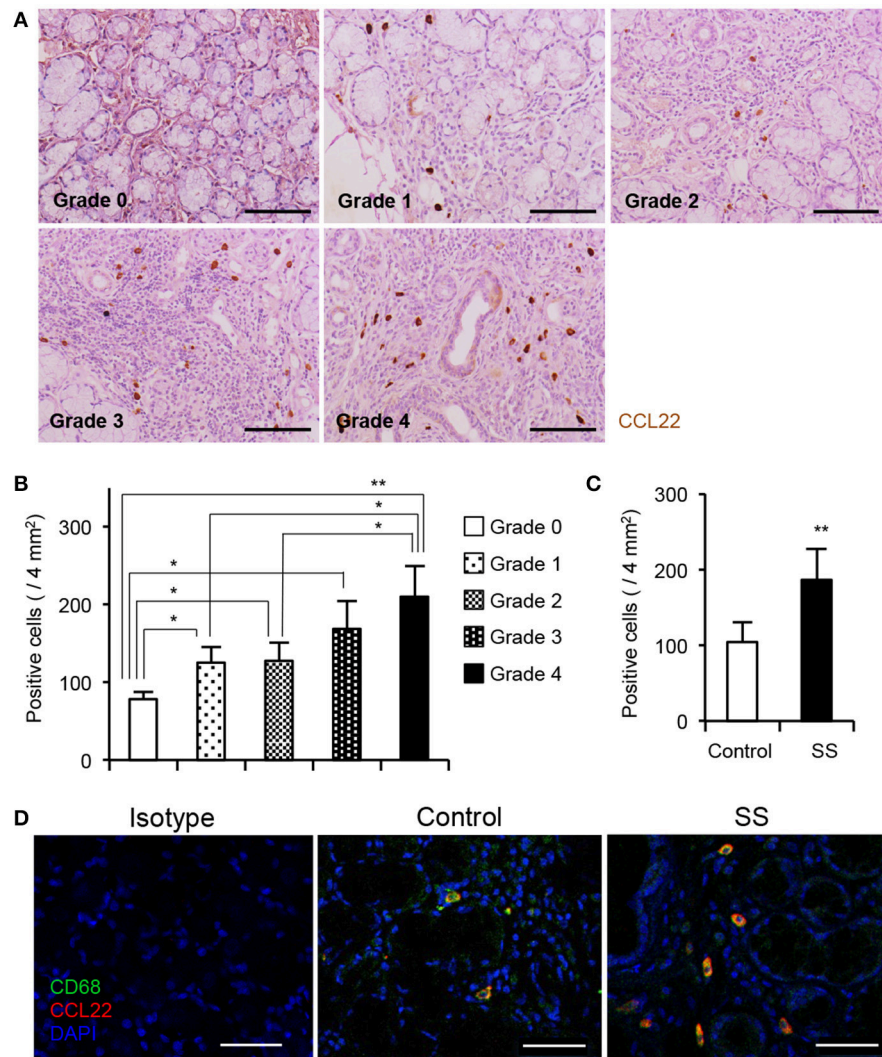 A
Grade 0
Grade 1
Grade 2
Grade 3
Grade 4
CCL22
B
Positive cells ( / 4 mm²)
300
200
100
0
**
*
*
*
*
*
Grade 0
Grade 1
Grade 2
Grade 3
Grade 4
C
Positive cells ( / 4 mm²)
300
200
100
0
**
Control
SS
D
Isotype
Control
SS
CD68
CCL22
DAPI